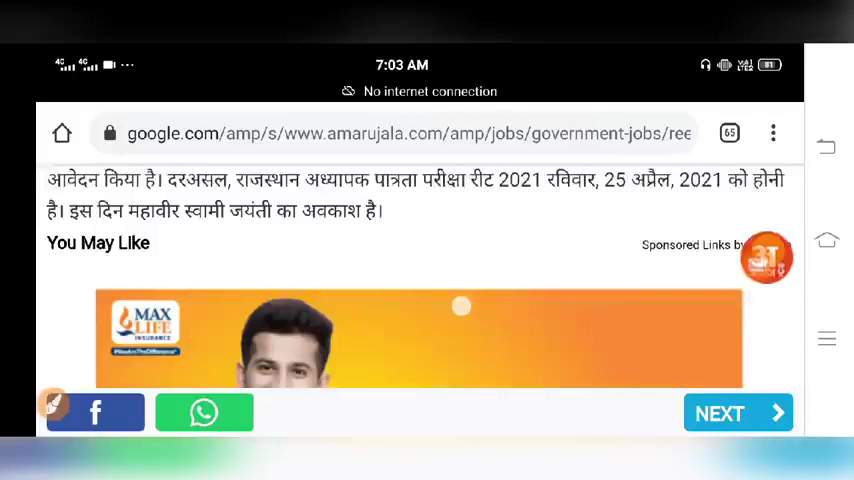 7:03 AM
81
No internet connection
google.com/amp/s/www.amarujala.com/amp/jobs/government-jobs/ree
65
आवेदन किया है। दरअसल, राजस्थान अध्यापक पात्रता परीक्षा रीट 2021 रविवार, 25 अप्रैल, 2021 को होनी
है। इस दिन महावीर स्वामी जयंती का अवकाश है।
You May Like
Sponsored Links by
MAX
LIFE
INSURANCE
NEXT